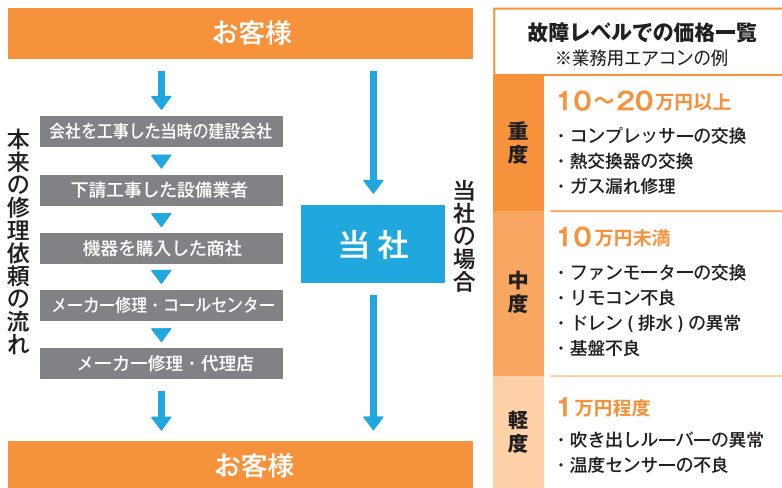 お客様
本来の修理依頼の流れ
会社を工事した当時の建設会社
下請工事した設備業者
機器を購入した商社
メーカー修理・コールセンター
メーカー修理・代理店
当社
当社の場合
お客様
故障レベルでの価格一覧
※業務用エアコンの例
重度
10～20万円以上
・コンプレッサーの交換
・熱交換器の交換
・ガス漏れ修理
中度
10万円未満
・ファンモーターの交換
・リモコン不良
・ドレン(排水)の異常
・基盤不良
軽度
1万円程度
・吹き出しルーバーの異常
・温度センサーの不良